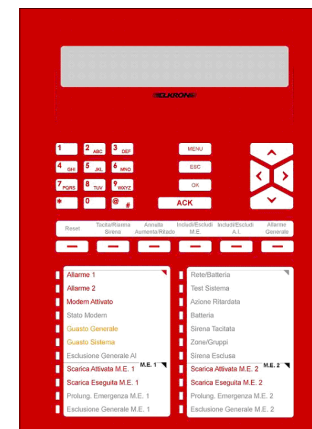 1 2 ABC 3 DEF MENU
4 GHI 5 JKL 6 MNO ESC
7 PQRS 8 TUV 9 WXYZ OK
* 0 @ # ACK
Reset Tacita/Riarma Sirena Annulla Aumenta/Ritardo Includi/Escludi M.E. Includi/Escludi A.I. Allarme Generale
Allarme 1
Allarme 2
Modem Attivato
Stato Modem
Guasto Generale
Guasto Sistema
Esclusione Generale AI
M.E. 1
Scarica Attivata M.E. 1
Scarica Eseguita M.E. 1
Prolung. Emergenza M.E. 1
Esclusione Generale M.E. 1
Rete/Batteria
Test Sistema
Azione Ritardata
Batteria
Sirena Tacitata
Zone/Gruppi
Sirena Esclusa
M.E. 2
Scarica Attivata M.E. 2
Scarica Eseguita M.E. 2
Prolung. Emergenza M.E. 2
Esclusione Generale M.E. 2